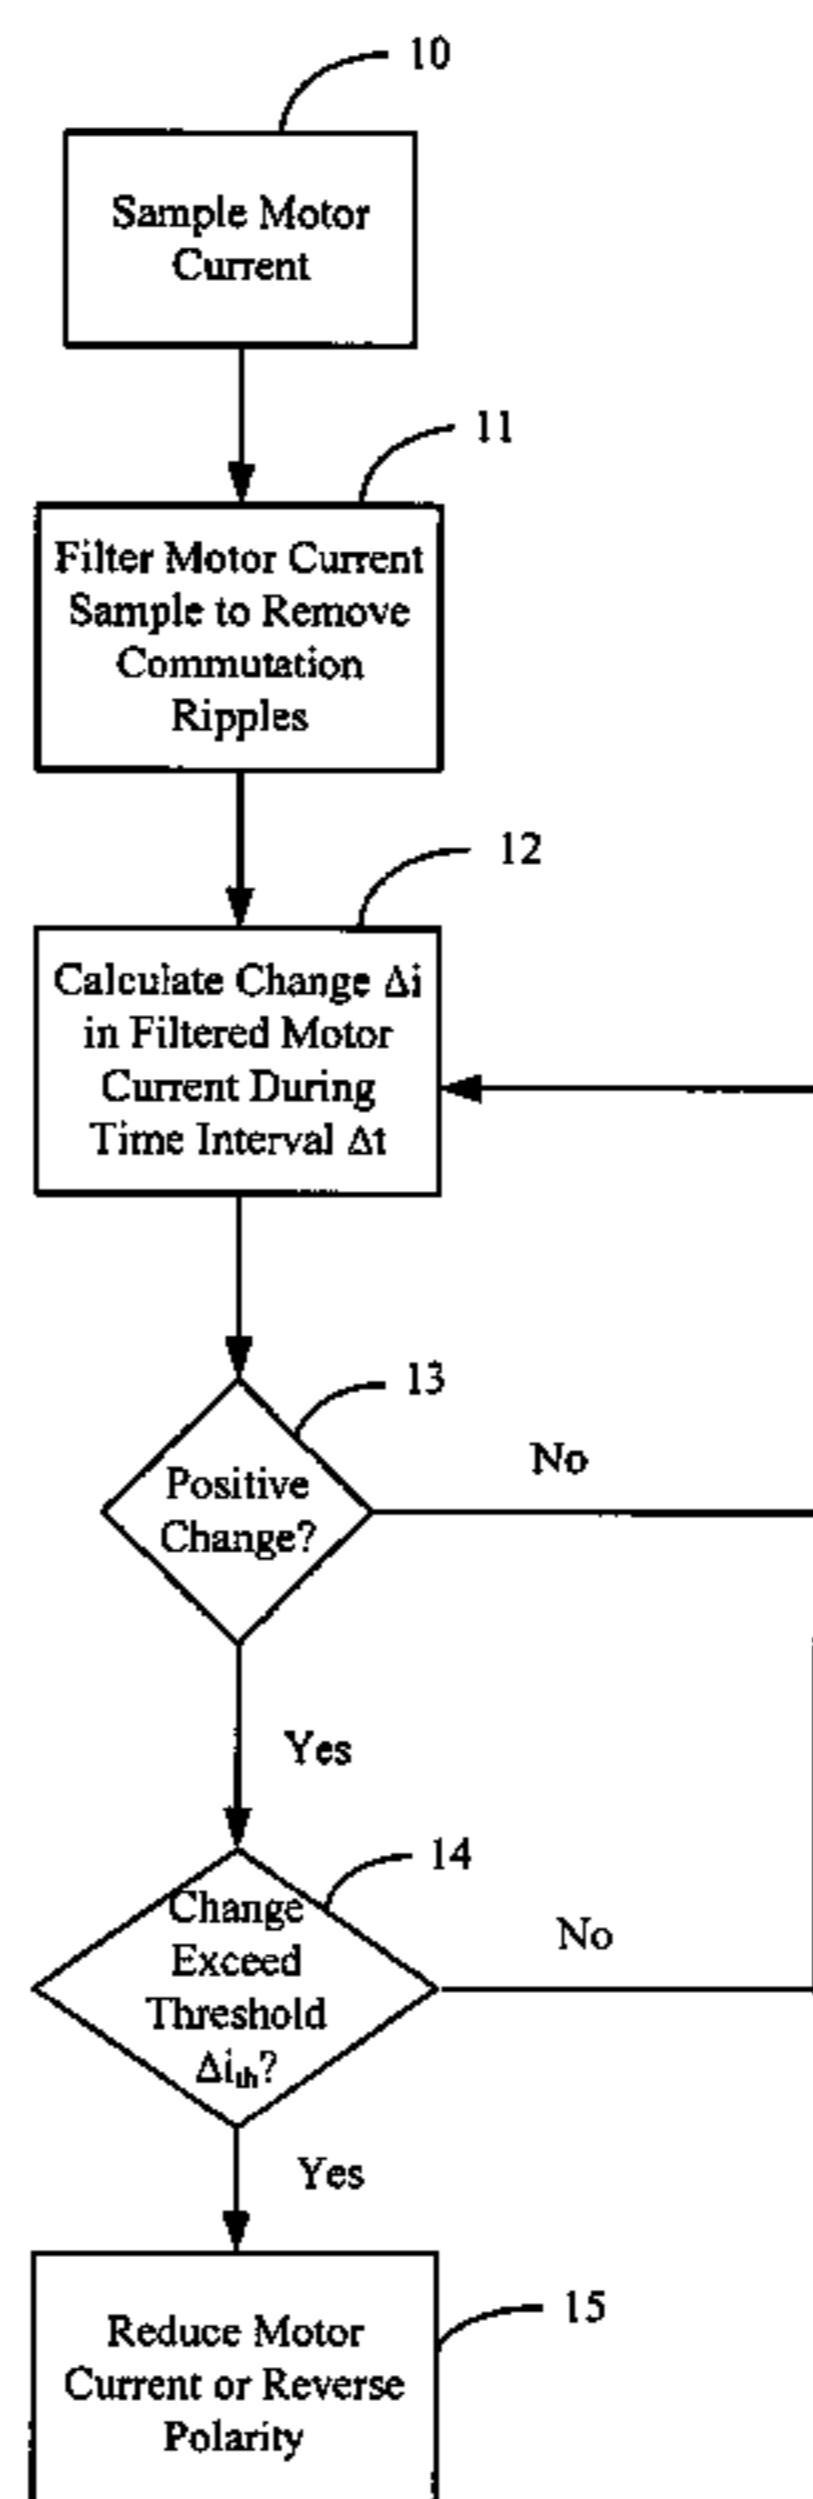 10
Sample Motor
Current
11
Filter Motor Current
Sample to Remove
Commutation
Ripples
12
Calculate Change Δi
in Filtered Motor
Current During
Time Interval Δt
13
No
Positive
Change?
Yes
14
Change
Exceed
Threshold
Δith?
No
Yes
15
Reduce Motor
Current or Reverse
Polarity